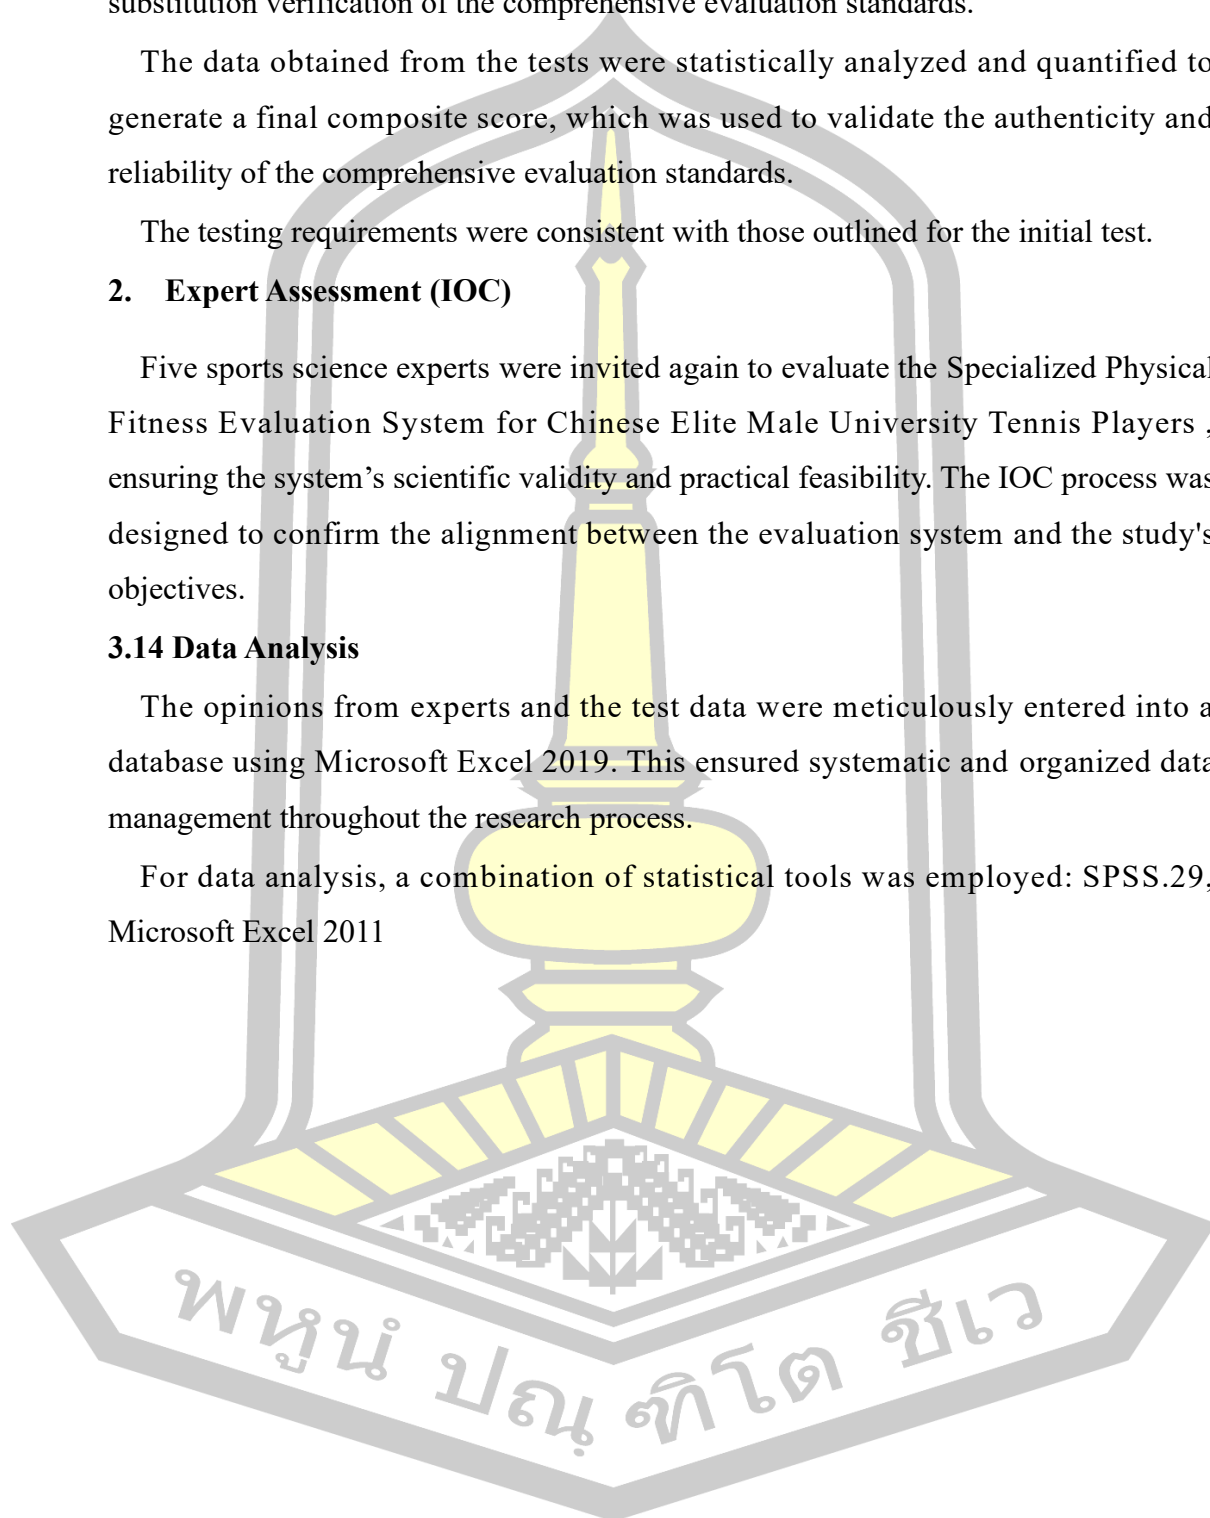 substitution verification of the comprehensive evaluation standards.
The data obtained from the tests were statistically analyzed and quantified to
generate a final composite score, which was used to validate the authenticity and
reliability of the comprehensive evaluation standards.
The testing requirements were consistent with those outlined for the initial test.
2. Expert Assessment (IOC)
Five sports science experts were invited again to evaluate the Specialized Physical
Fitness Evaluation System for Chinese Elite Male University Tennis Players ,
ensuring the system’s scientific validity and practical feasibility. The IOC process was
designed to confirm the alignment between the evaluation system and the study's
objectives.
3.14 Data Analysis
The opinions from experts and the test data were meticulously entered into a
database using Microsoft Excel 2019. This ensured systematic and organized data
management throughout the research process.
For data analysis, a combination of statistical tools was employed: SPSS.29,
Microsoft Excel 2011
พหูนํ ปณฺฑิโต ชีเว